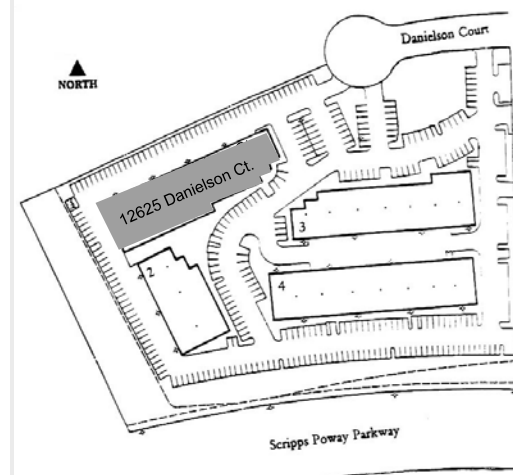 Danielson Court
NORTH
12625 Danielson Ct.
3
2
4
Scripps Poway Parkway